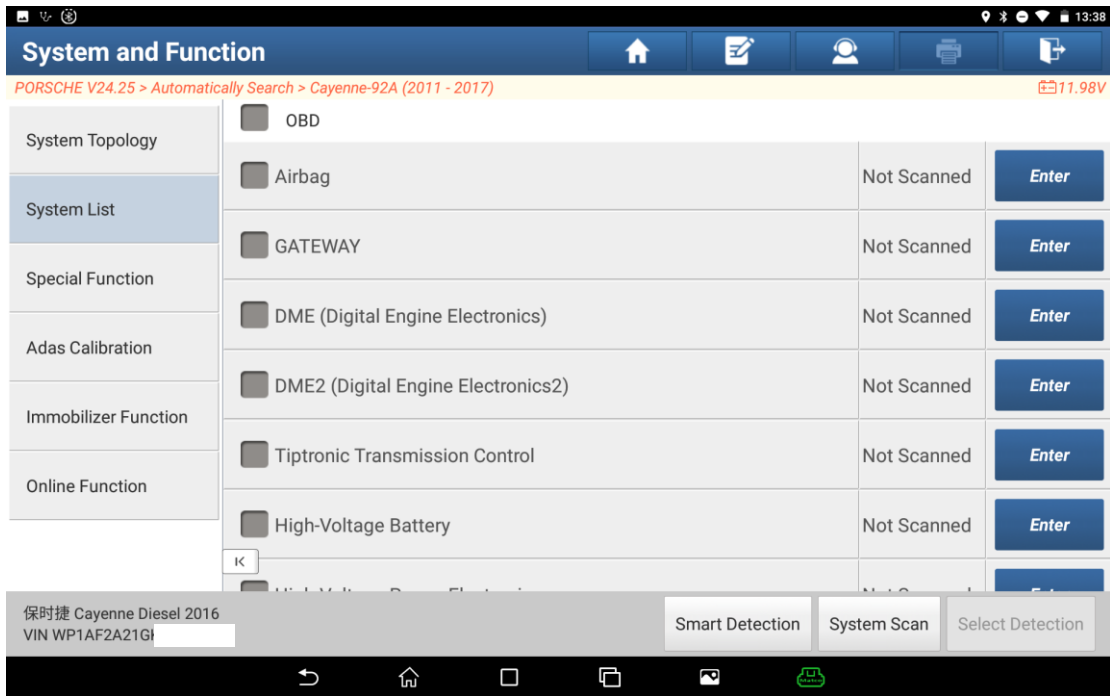 13:38
System and Function
PORSCHE V24.25 > Automatically Search > Cayenne-92A (2011 - 2017)
11.98V
System Topology
System List
Special Function
Adas Calibration
Immobilizer Function
Online Function
OBD
Airbag Not Scanned Enter
GATEWAY Not Scanned Enter
DME (Digital Engine Electronics) Not Scanned Enter
DME2 (Digital Engine Electronics2) Not Scanned Enter
Tiptronic Transmission Control Not Scanned Enter
High-Voltage Battery Not Scanned Enter
保时捷 Cayenne Diesel 2016
VIN WP1AF2A21G
Smart Detection
System Scan
Select Detection